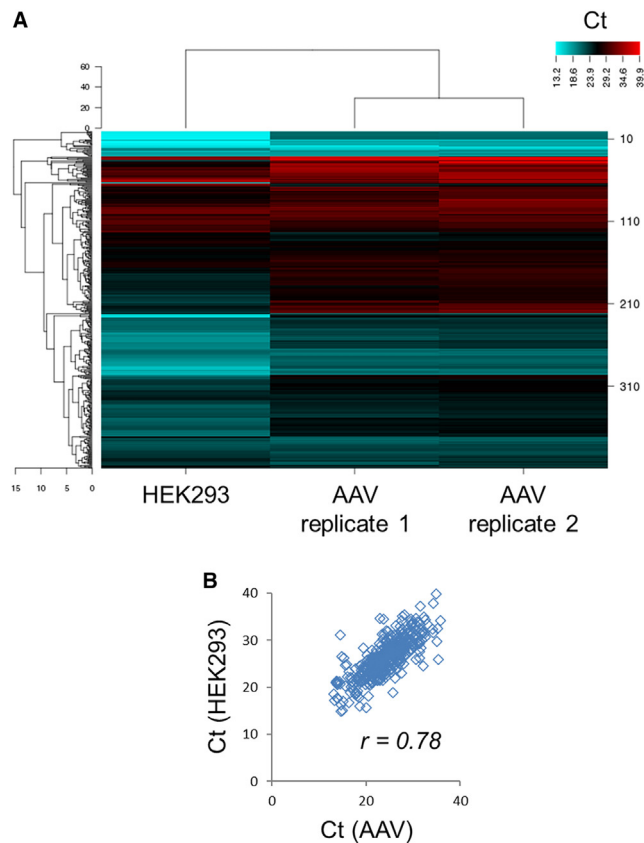 A
Ct
13.2
18.6
23.9
29.2
34.6
39.9
60
40
20
0
10
110
210
310
15 10 5 0
HEK293
AAV
replicate 1
AAV
replicate 2
B
Ct (HEK293)
40
30
20
10
0
r = 0.78
0 20 40
Ct (AAV)